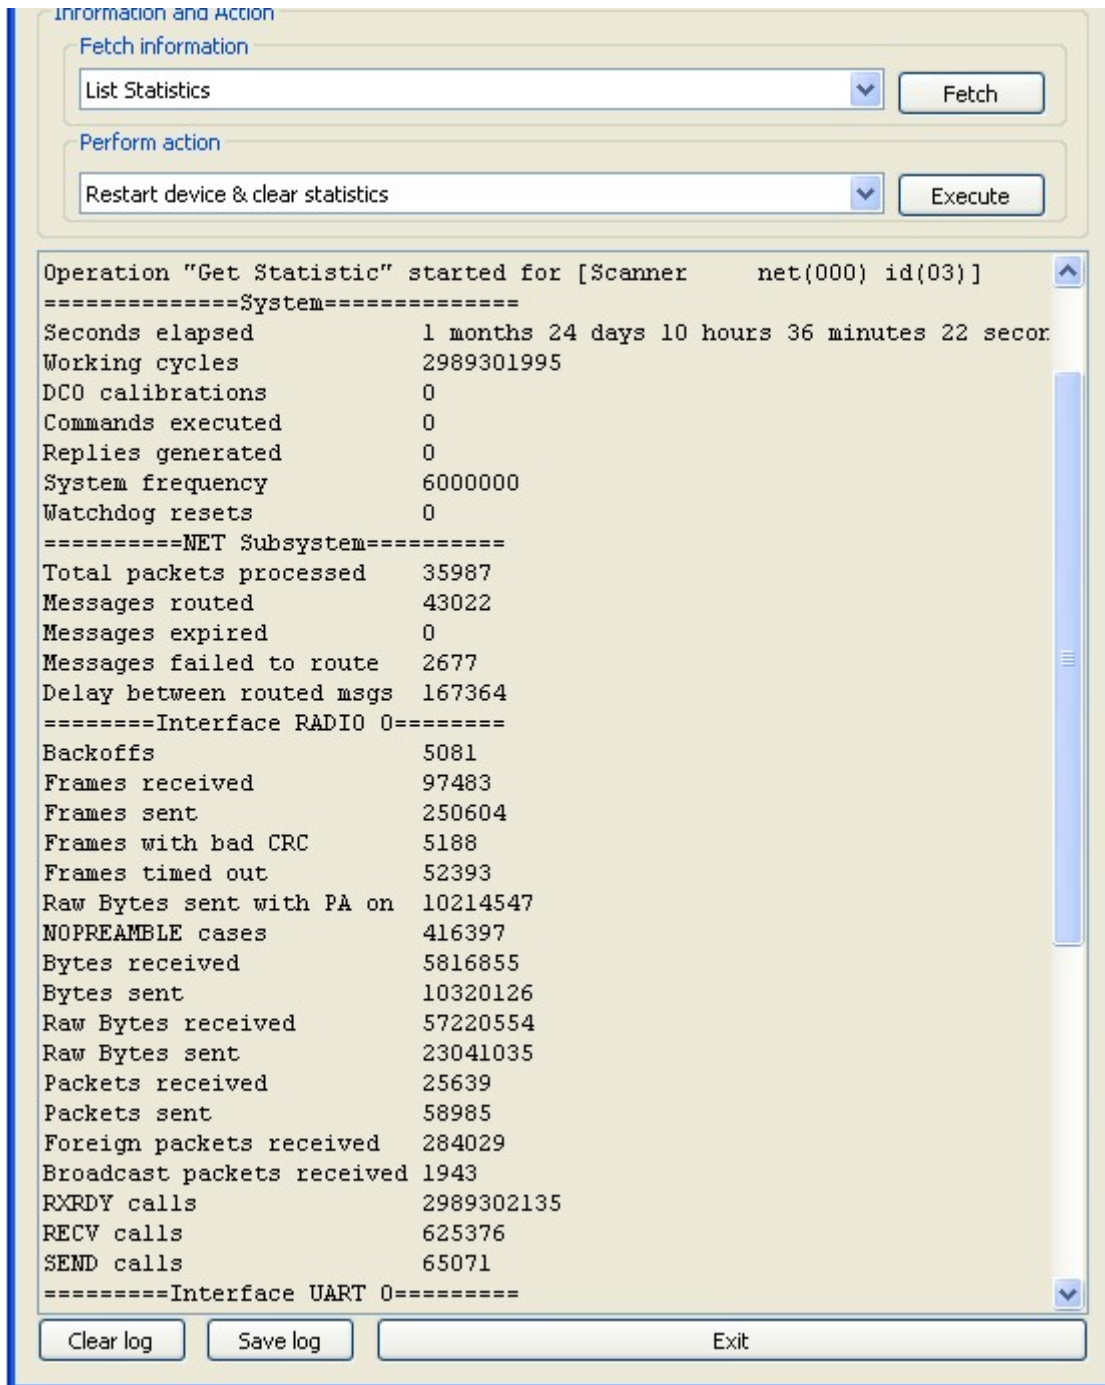 Information and Action
Fetch information
List Statistics
Fetch
Perform action
Restart device & clear statistics
Execute
Operation "Get Statistic" started for [Scanner      net(000) id(03)]
==============System==============
Seconds elapsed            1 months 24 days 10 hours 36 minutes 22 secon
Working cycles             2989301995
DCO calibrations           0
Commands executed          0
Replies generated          0
System frequency           6000000
Watchdog resets            0
==========NET Subsystem==========
Total packets processed    35987
Messages routed            43022
Messages expired           0
Messages failed to route   2677
Delay between routed msgs  167364
========Interface RADIO 0========
Backoffs                   5081
Frames received            97483
Frames sent                250604
Frames with bad CRC        5188
Frames timed out           52393
Raw Bytes sent with PA on  10214547
NOPREAMBLE cases           416397
Bytes received             5816855
Bytes sent                 10320126
Raw Bytes received         57220554
Raw Bytes sent             23041035
Packets received           25639
Packets sent               58985
Foreign packets received   284029
Broadcast packets received 1943
RXRDY calls                2989302135
RECV calls                 625376
SEND calls                 65071
=========Interface UART 0=========
Clear log
Save log
Exit